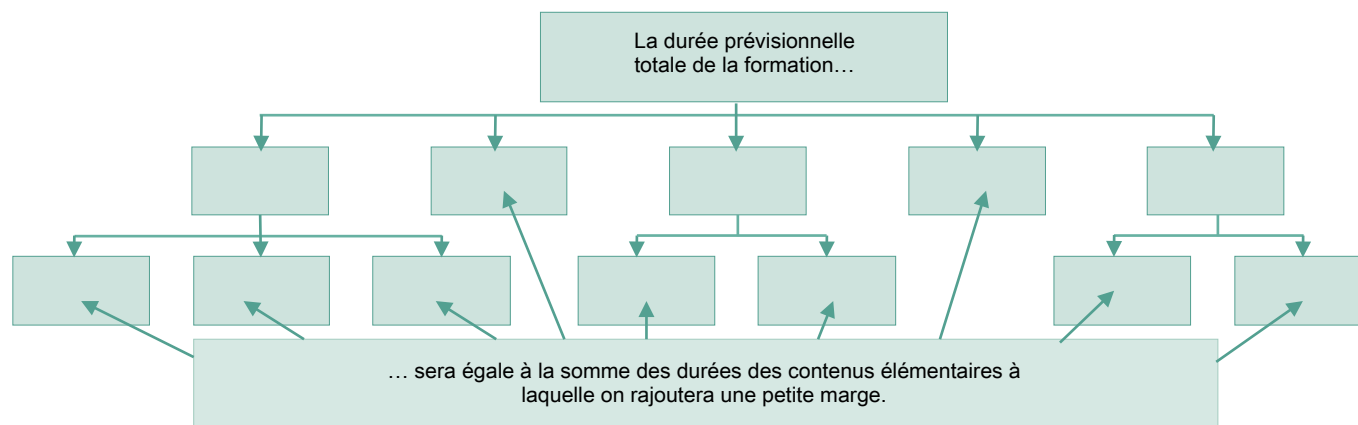 La durée prévisionnelle
totale de la formation…
… sera égale à la somme des durées des contenus élémentaires à
laquelle on rajoutera une petite marge.